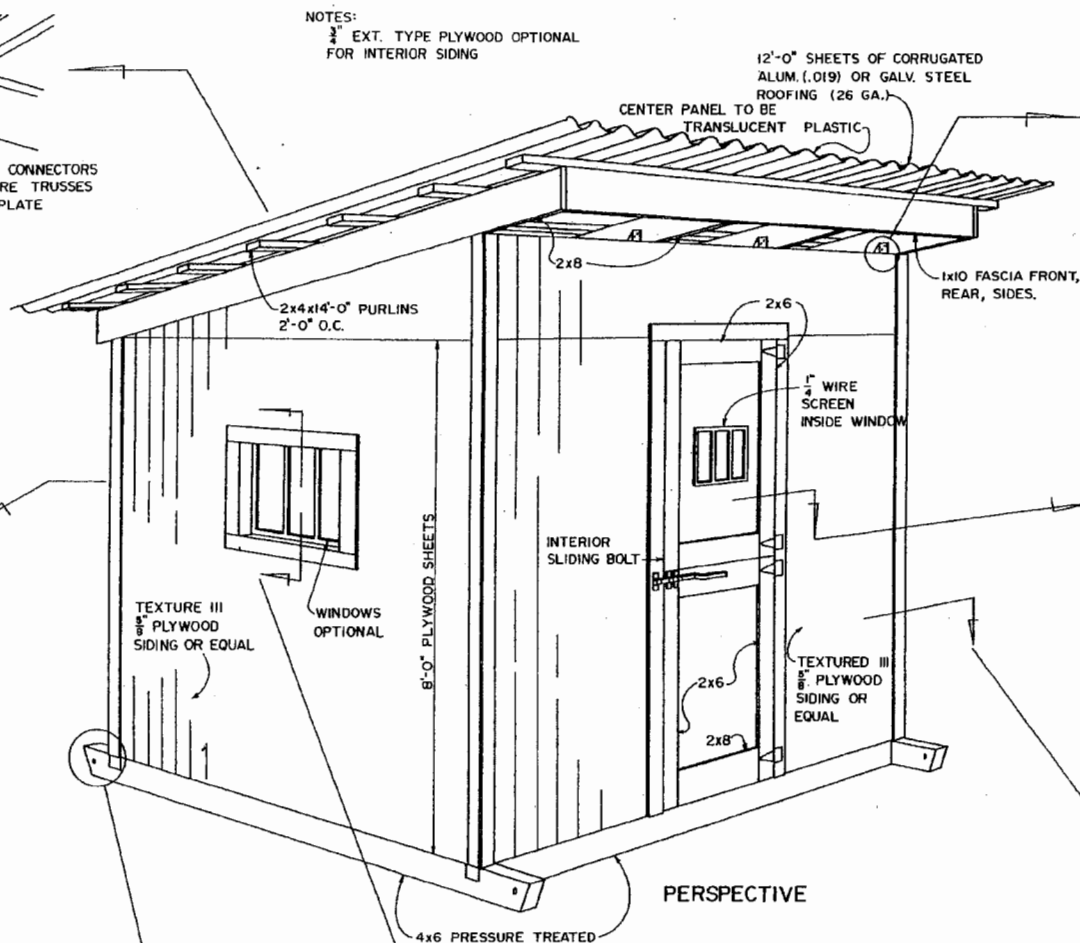 NOTES:
3/4" EXT. TYPE PLYWOOD OPTIONAL
FOR INTERIOR SIDING
12'-0" SHEETS OF CORRUGATED
ALUM. (.019) OR GALV. STEEL
ROOFING (26 GA.)
CENTER PANEL TO BE
TRANSLUCENT PLASTIC
CONNECTORS
RE TRUSSES
PLATE
2x8
1x10 FASCIA FRONT,
REAR, SIDES.
2x4x14'-0" PURLINS
2'-0" O.C.
2x6
1/4" WIRE
SCREEN
INSIDE WINDOW
8'-0" PLYWOOD SHEETS
INTERIOR
SLIDING BOLT
TEXTURE III
5/8" PLYWOOD
SIDING OR EQUAL
WINDOWS
OPTIONAL
TEXTURED III
5/8" PLYWOOD
SIDING OR
EQUAL
2x6
2x8
PERSPECTIVE
4x6 PRESSURE TREATED